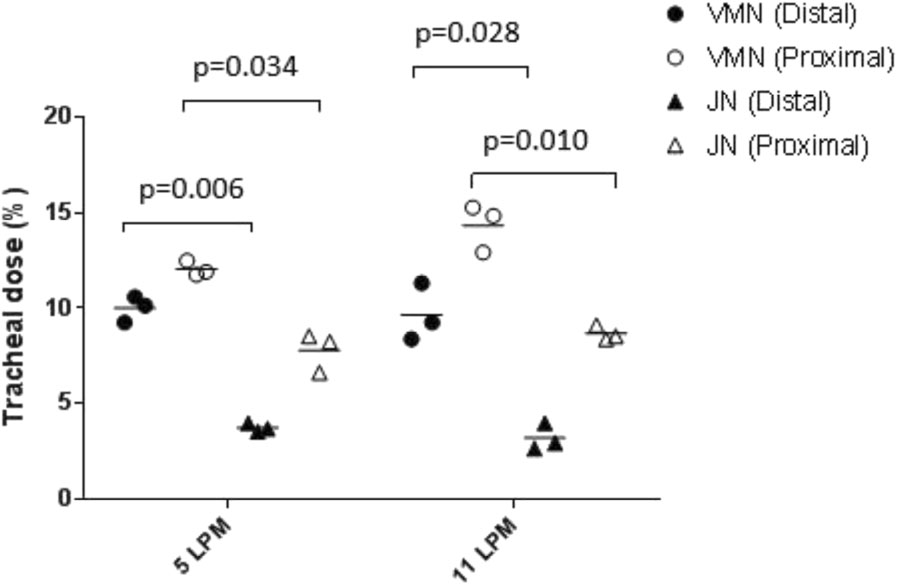 VMN (Distal)
VMN (Proximal)
JN (Distal)
JN (Proximal)
p=0.028
p=0.034
p=0.010
p=0.006
Tracheal dose (% )
20
15
10
5
0
5 LPM
11 LPM